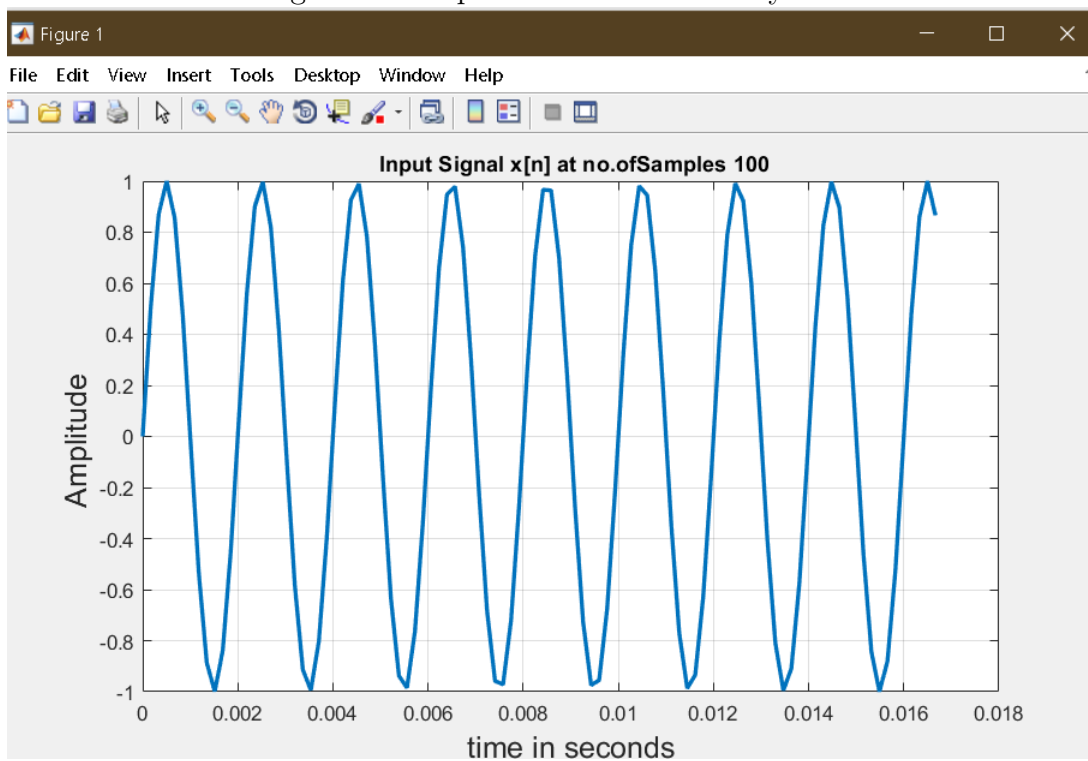 Figure 1
File Edit View Insert Tools Desktop Window Help
Input Signal x[n] at no.ofSamples 100
1
0.8
0.6
0.4
0.2
0
-0.2
-0.4
-0.6
-0.8
-1
Amplitude
0 0.002 0.004 0.006 0.008 0.01 0.012 0.014 0.016 0.018
time in seconds